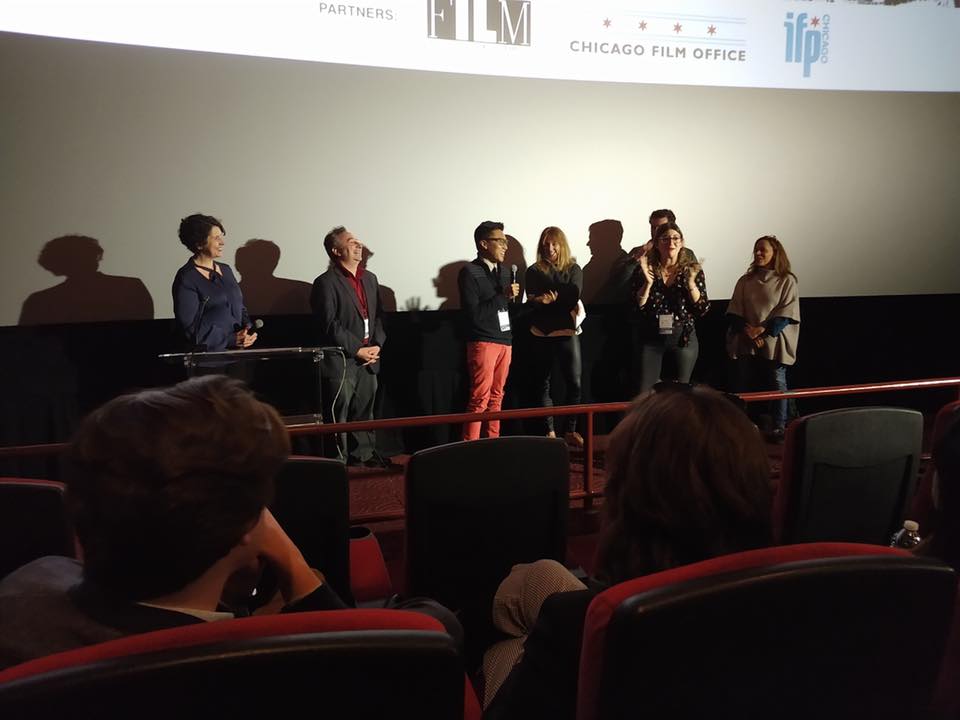 PARTNERS:
FILM
CHICAGO FILM OFFICE
ifp
CHICAGO